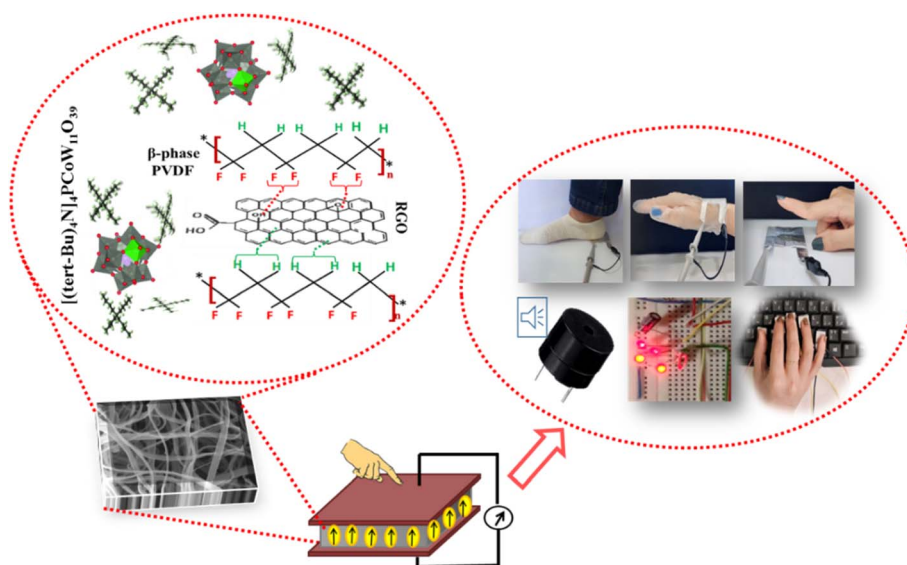 [(tert-Bu)₄N]₄PCoW₁₁O₃₉
H H H H H H
*
β-phase
PVDF
[ ]
*
n
F F F F F F
RGO
O
HO
OH
H H H H
*
[ ]
*
n
F F F F F F